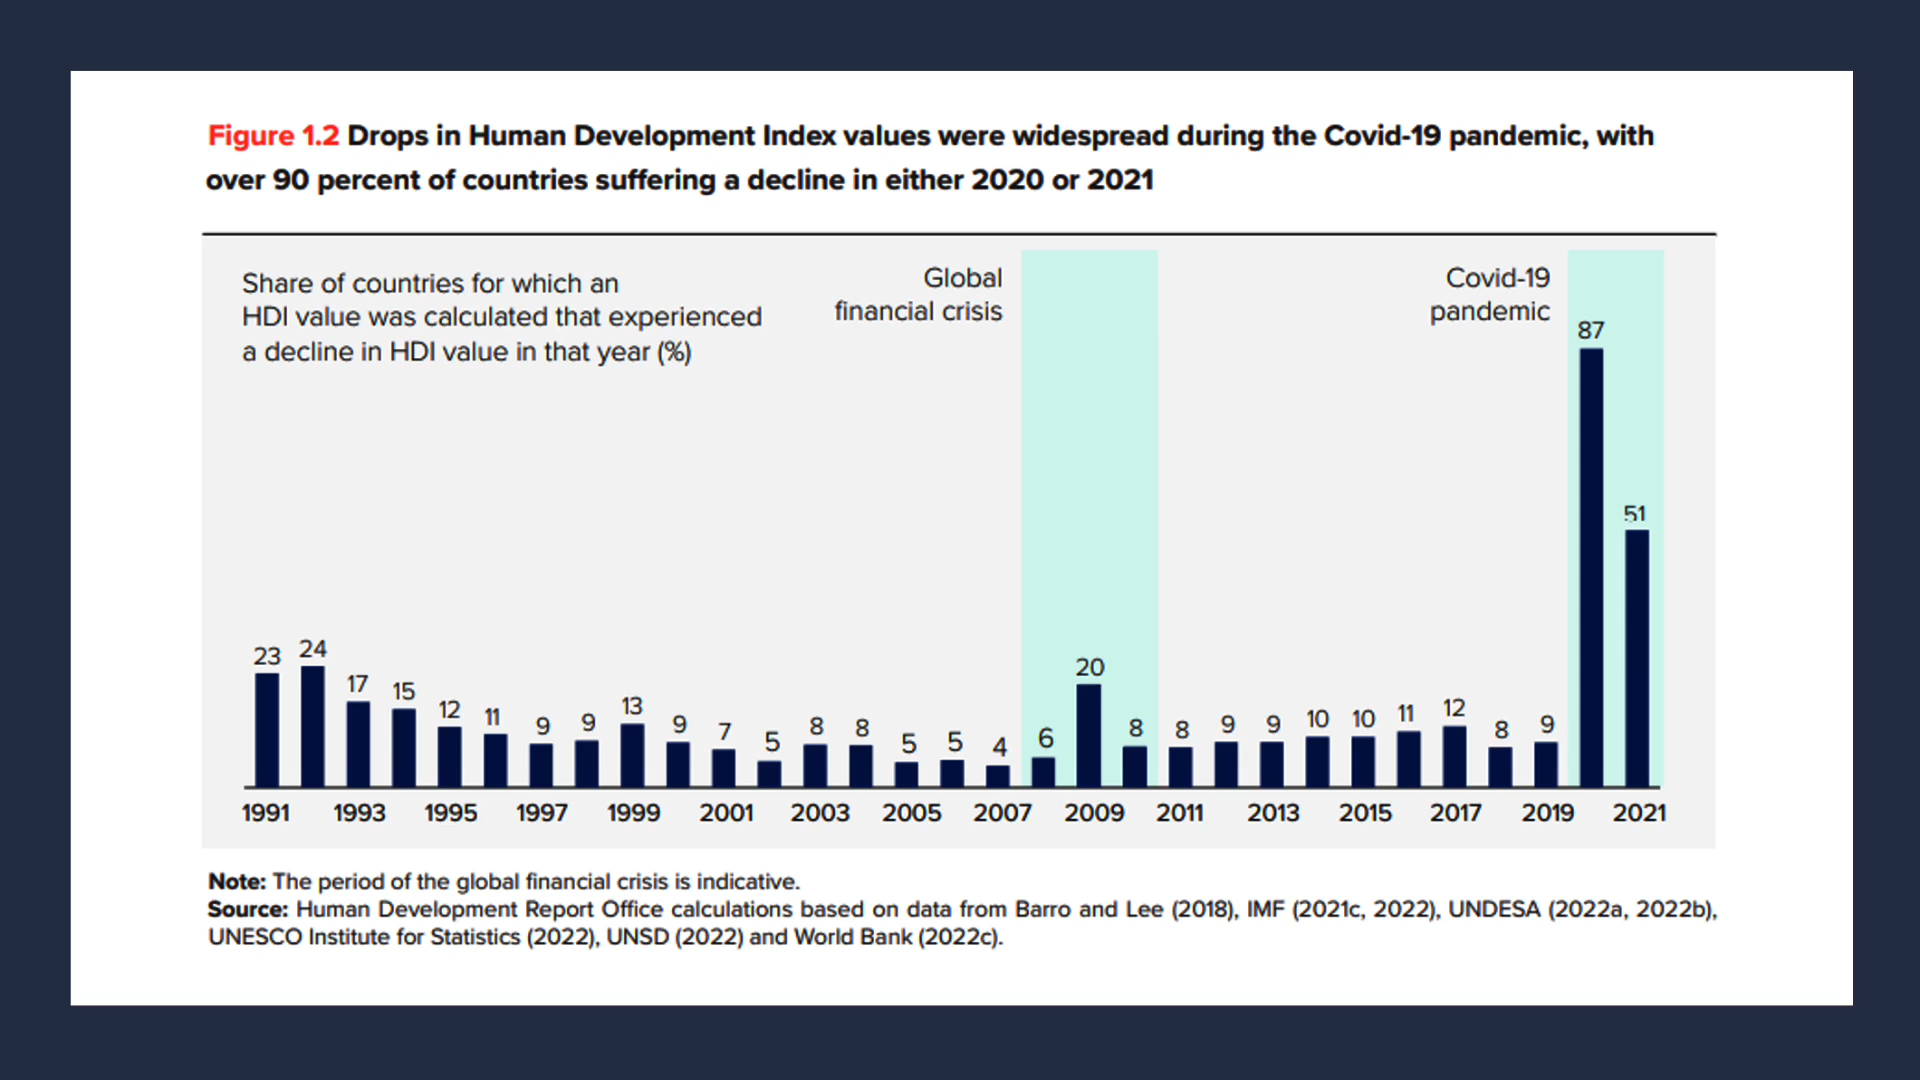 Figure 1.2 Drops in Human Development Index values were widespread during the Covid-19 pandemic, with
over 90 percent of countries suffering a decline in either 2020 or 2021
Share of countries for which an
HDI value was calculated that experienced
a decline in HDI value in that year (%)
Global
financial crisis
Covid-19
pandemic
23 24 17 15 12 11 9 9 13 9 7 5 8 8 5 5 4 6 20 8 8 9 9 10 10 11 12 8 9 87 51
1991 1993 1995 1997 1999 2001 2003 2005 2007 2009 2011 2013 2015 2017 2019 2021
Note: The period of the global financial crisis is indicative.
Source: Human Development Report Office calculations based on data from Barro and Lee (2018), IMF (2021c, 2022), UNDESA (2022a, 2022b),
UNESCO Institute for Statistics (2022), UNSD (2022) and World Bank (2022c).